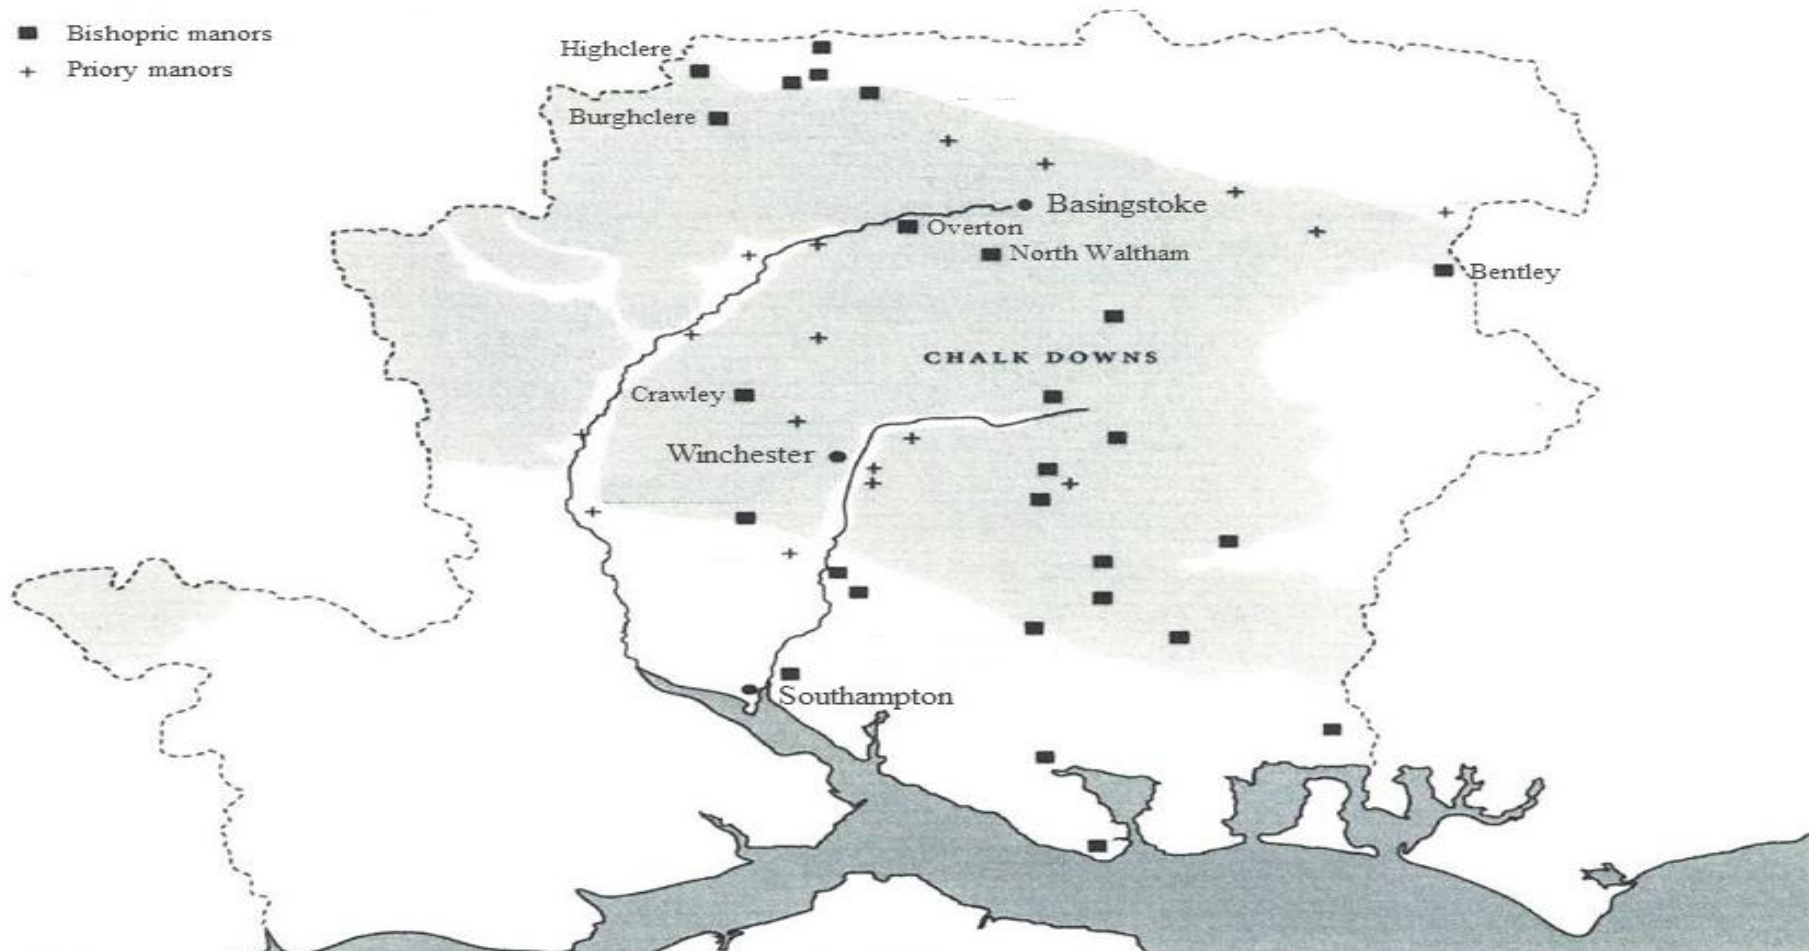 Bishopric manors
Priory manors
Highclere
Burghclere
Basingstoke
Overton
North Waltham
Bentley
CHALK DOWNS
Crawley
Winchester
Southampton